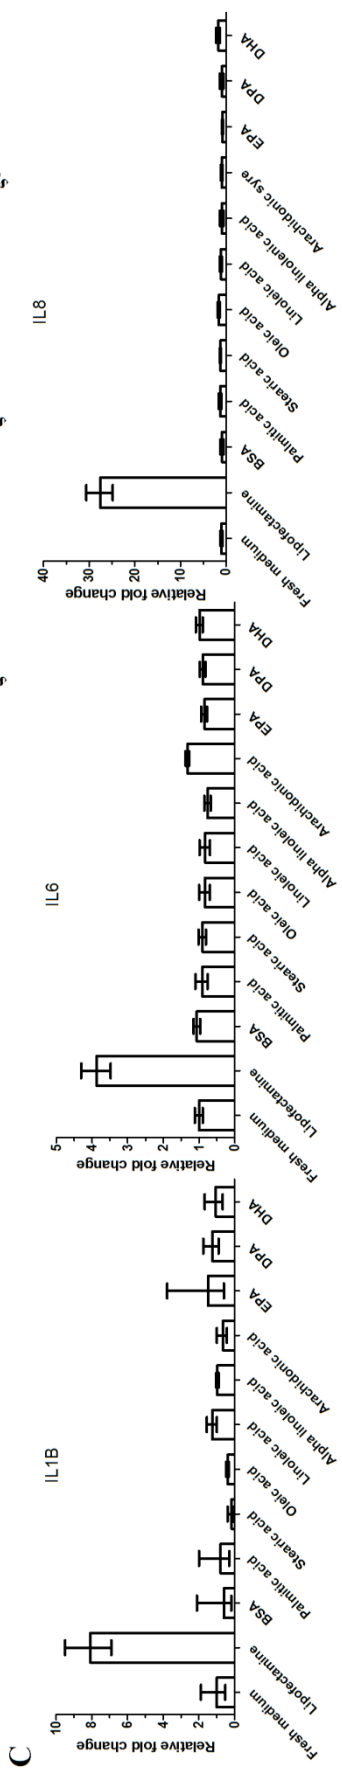 C
IL1B
Relative fold change
10
8
6
4
2
0
Fresh medium
Lipofectamine
BSA
Palmitic acid
Stearic acid
Oleic acid
Linoleic acid
Alpha linoleic acid
Arachidonic acid
EPA
DPA
DHA
IL6
Relative fold change
5
4
3
2
1
0
Fresh medium
Lipofectamine
BSA
Palmitic acid
Stearic acid
Oleic acid
Linoleic acid
Alpha linoleic acid
Arachidonic acid
EPA
DPA
DHA
IL8
Relative fold change
40
30
20
10
0
Fresh medium
Lipofectamine
BSA
Palmitic acid
Stearic acid
Oleic acid
Linoleic acid
Alpha linolenic acid
Arachidonic syre
EPA
DPA
DHA